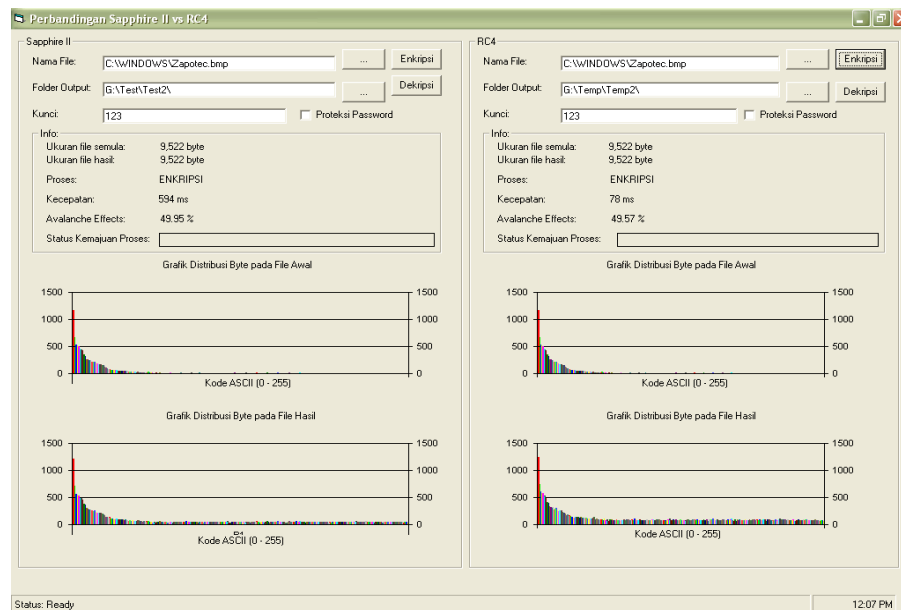 Perbandingan Sapphire II vs RC4
Sapphire II
Nama File:
C:\WINDOWS\Zapotec.bmp
...
Enkripsi
Folder Output:
G:\Test\Test2\
...
Dekripsi
Kunci:
123
Proteksi Password
Info:
Ukuran file semula: 9,522 byte
Ukuran file hasil: 9,522 byte
Proses: ENKRIPSI
Kecepatan: 594 ms
Avalanche Effects: 49.95 %
Status Kemajuan Proses:
Grafik Distribusi Byte pada File Awal
1500 1500
1000 1000
500 500
0 0
Kode ASCII (0 - 255)
Grafik Distribusi Byte pada File Hasil
1500 1500
1000 1000
500 500
0 0
Kode ASCII (0 - 255)
RC4
Nama File:
C:\WINDOWS\Zapotec.bmp
...
Enkripsi
Folder Output:
G:\Temp\Temp2\
...
Dekripsi
Kunci:
123
Proteksi Password
Info:
Ukuran file semula: 9,522 byte
Ukuran file hasil: 9,522 byte
Proses: ENKRIPSI
Kecepatan: 78 ms
Avalanche Effects: 49.57 %
Status Kemajuan Proses:
Grafik Distribusi Byte pada File Awal
1500 1500
1000 1000
500 500
0 0
Kode ASCII (0 - 255)
Grafik Distribusi Byte pada File Hasil
1500 1500
1000 1000
500 500
0 0
Kode ASCII (0 - 255)
Status: Ready
12:07 PM